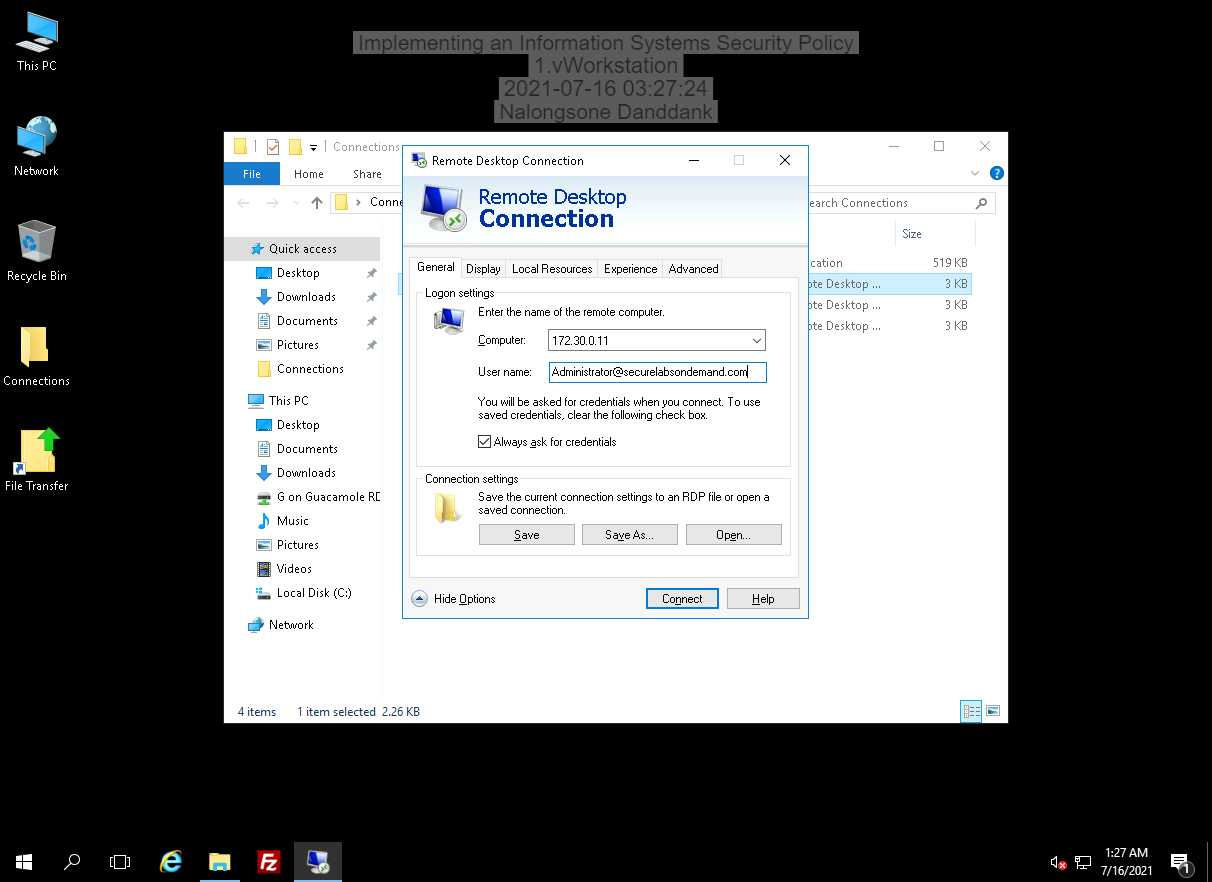 Implementing an Information Systems Security Policy
1.vWorkstation
2021-07-16 03:27:24
Nalongsone Danddank
This PC
Network
Recycle Bin
Connections
File Transfer
Connections
File
Home
Share
Search Connections
Quick access
Desktop
Downloads
Documents
Pictures
Connections
This PC
Desktop
Documents
Downloads
G on Guacamole RD
Music
Pictures
Videos
Local Disk (C:)
Network
Size
519 KB
3 KB
3 KB
3 KB
Desktop ...
Desktop ...
Desktop ...
4 items 1 item selected 2.26 KB
Remote Desktop Connection
Remote Desktop
Connection
General Display Local Resources Experience Advanced
Logon settings
Enter the name of the remote computer.
Computer: 172.30.0.11
User name: Administrator@securelabsondemand.com
You will be asked for credentials when you connect. To use
saved credentials, clear the following check box.
Always ask for credentials
Connection settings
Save the current connection settings to an RDP file or open a
saved connection.
Save Save As... Open...
Hide Options Connect Help
1:27 AM
7/16/2021
1